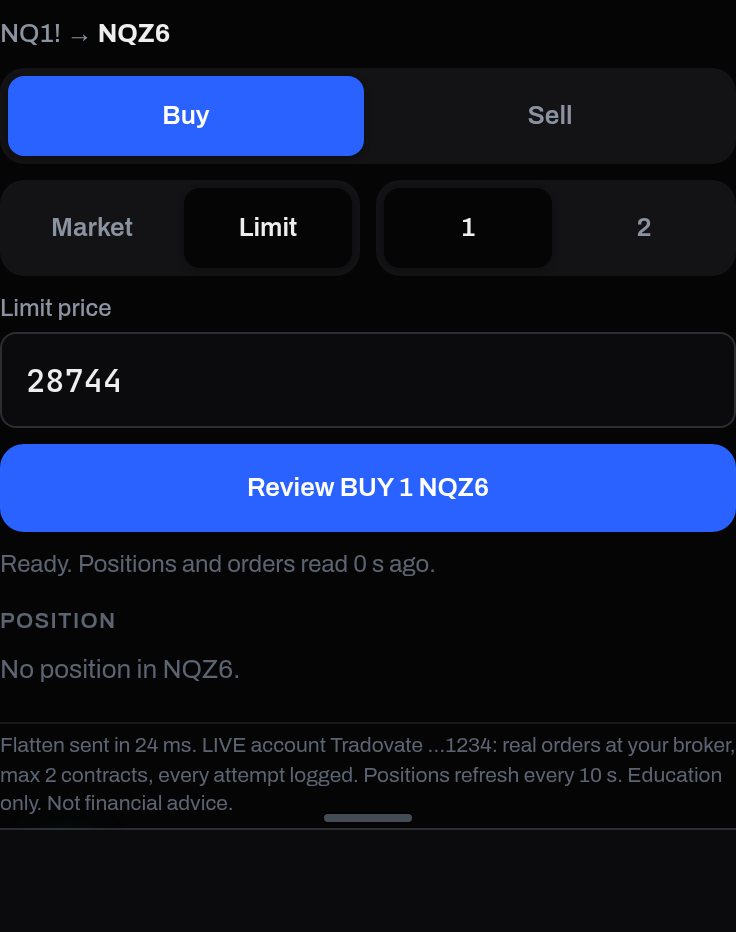 NQ1! → NQZ6
Buy Sell
Market Limit 1 2
Limit price
28744
Review BUY 1 NQZ6
Ready. Positions and orders read 0 s ago.
POSITION
No position in NQZ6.
Flatten sent in 24 ms. LIVE account Tradovate …1234: real orders at your broker,
max 2 contracts, every attempt logged. Positions refresh every 10 s. Education
only. Not financial advice.